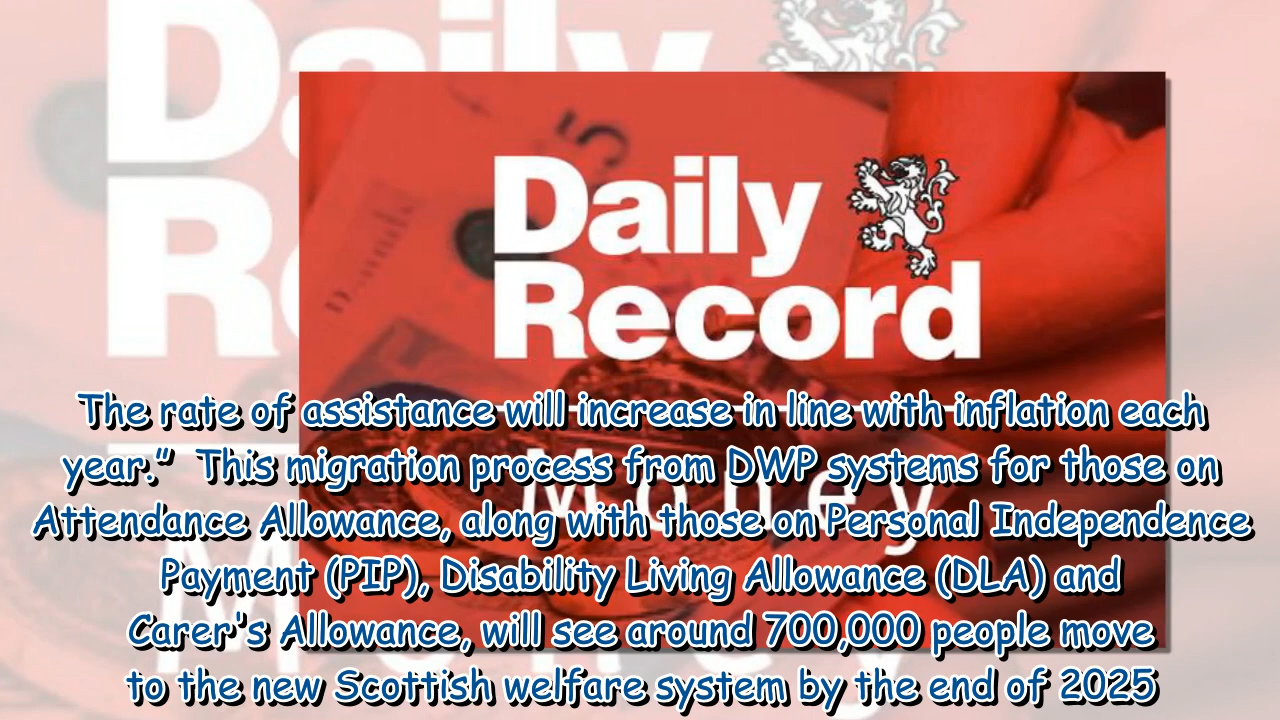 Daily
Record
Money
The rate of assistance will increase in line with inflation each
year.” This migration process from DWP systems for those on
Attendance Allowance, along with those on Personal Independence
Payment (PIP), Disability Living Allowance (DLA) and
Carer's Allowance, will see around 700,000 people move
to the new Scottish welfare system by the end of 2025